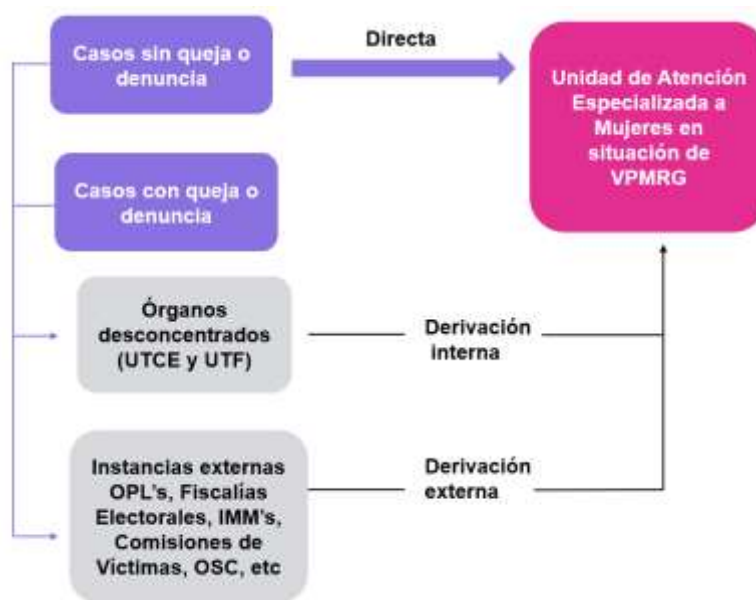 Casos sin queja o
denuncia
Directa
Unidad de Atención
Especializada a
Mujeres en
situación de
VPMRG
Casos con queja o
denuncia
Órganos
desconcentrados
(UTCE y UTF)
Derivación
interna
Instancias externas
OPL's, Fiscalías
Electorales, IMM's,
Comisiones de
Víctimas, OSC, etc
Derivación
externa